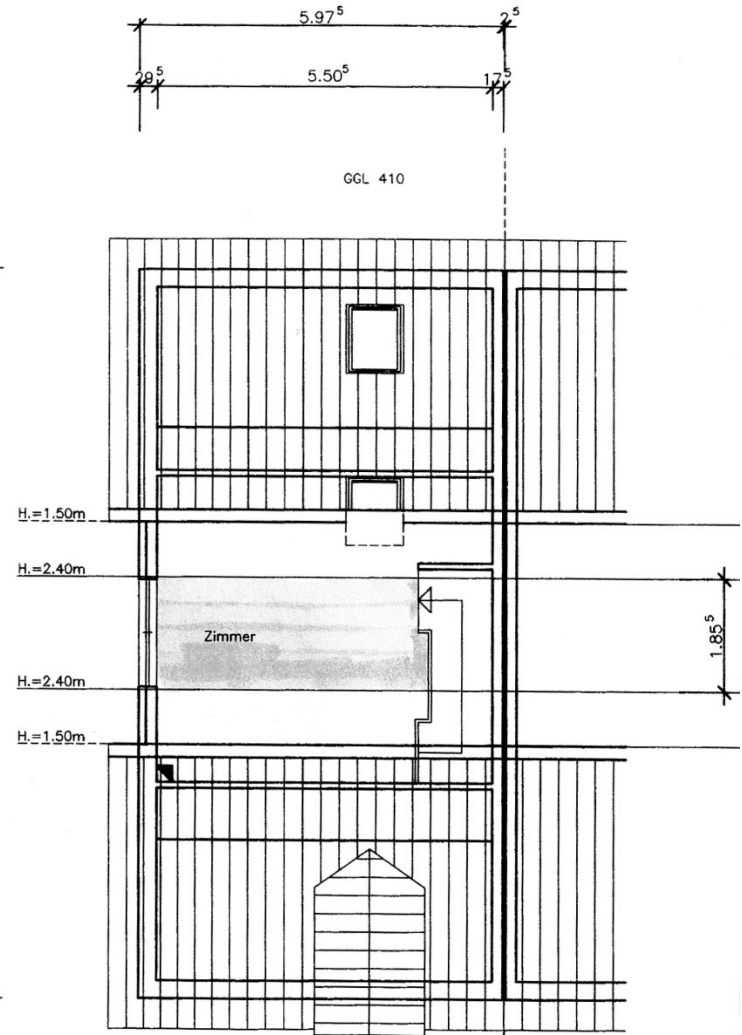 5.97⁵ 2⁵
29⁵ 5.50⁵ 17⁵
GGL 410
H.=1.50m
H.=2.40m
Zimmer
1.85⁵
H.=2.40m
H.=1.50m